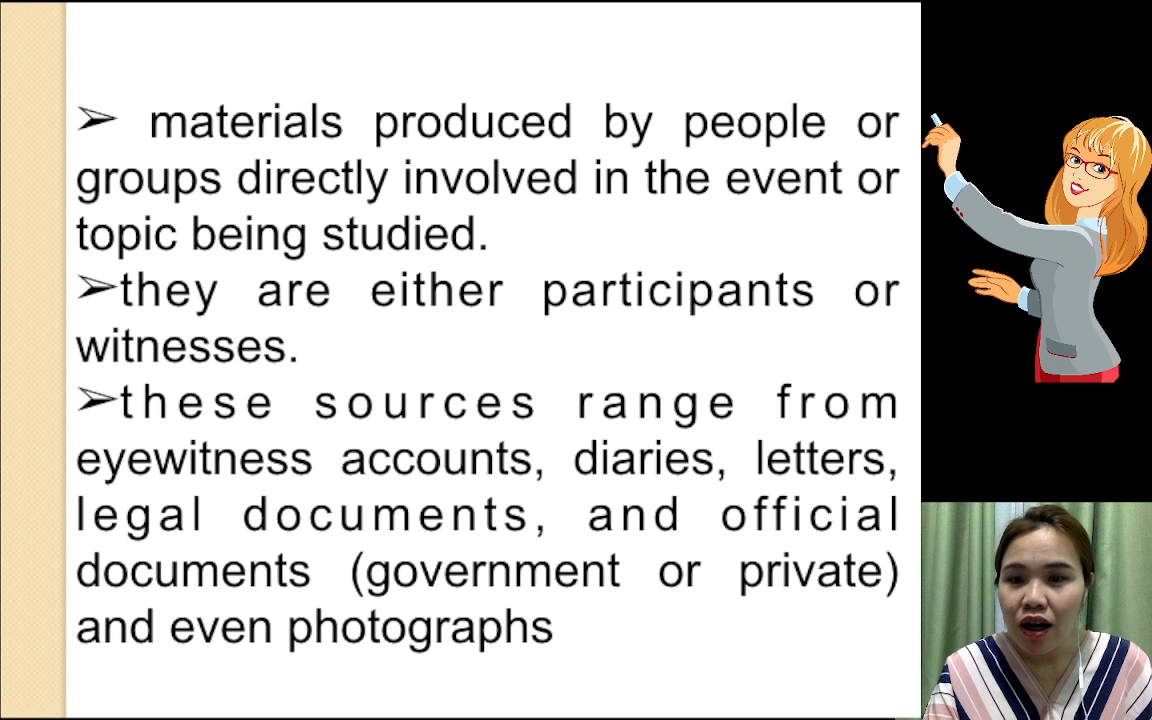 ➢ materials produced by people or
groups directly involved in the event or
topic being studied.
➢they are either participants or
witnesses.
➢these sources range from
eyewitness accounts, diaries, letters,
legal documents, and official
documents (government or private)
and even photographs